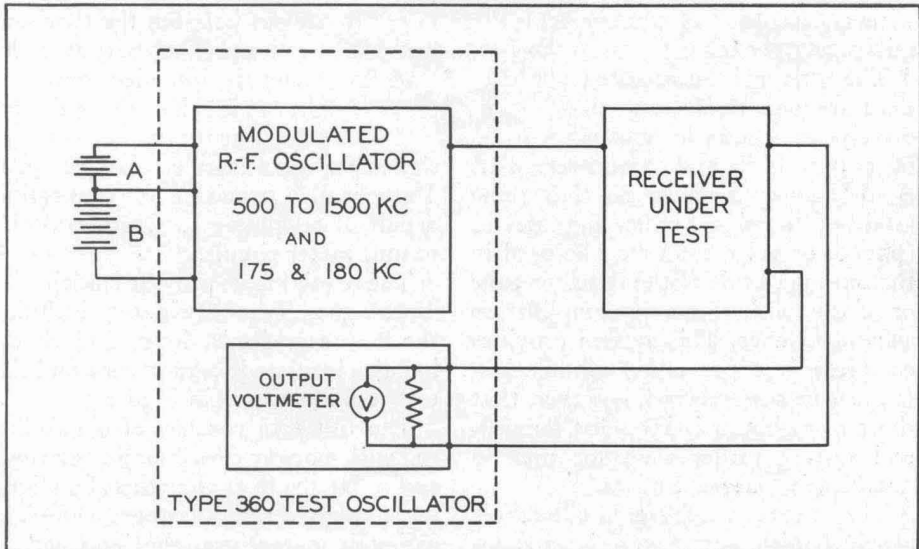 MODULATED
R-F. OSCILLATOR
500 TO 1500 KC
AND
175 & 180 KC
A
B
RECEIVER
UNDER
TEST
OUTPUT
VOLTMETER
V
TYPE 360 TEST OSCILLATOR